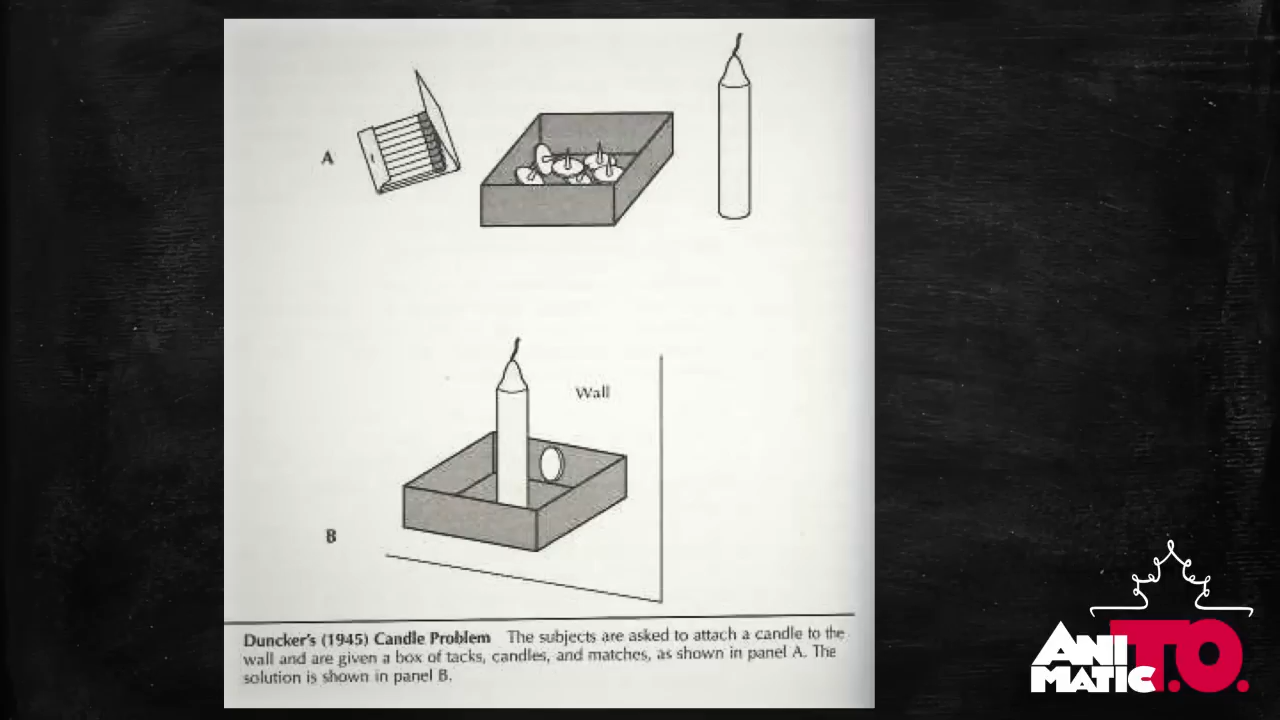 A
Wall
B
Duncker's (1945) Candle Problem The subjects are asked to attach a candle to the
wall and are given a box of tacks, candles, and matches, as shown in panel A. The
solution is shown in panel B.
ANI
MATIC T.O.